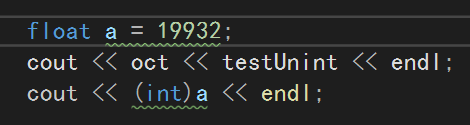 float a = 19932;
cout << oct << testUnint << endl;
cout << (int)a << endl;